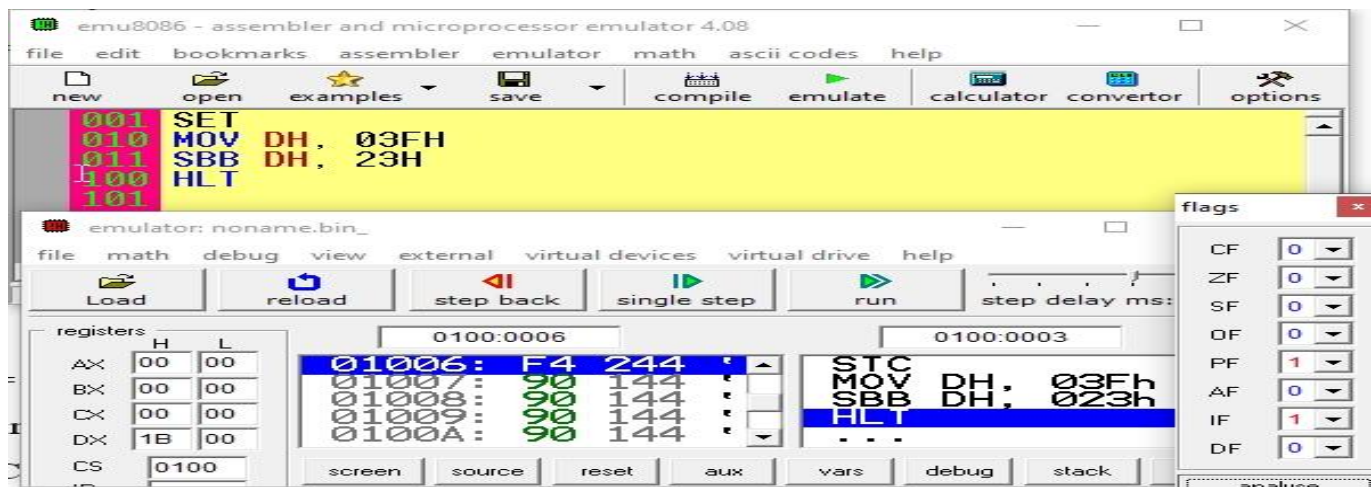 emu8086 - assembler and microprocessor emulator 4.08
file edit bookmarks assembler emulator math ascii codes help
new open examples save compile emulate calculator convertor options
001 SET
010 MOV DH, 03FH
011 SBB DH, 23H
100 HLT
101
emulator: noname.bin_
file math debug view external virtual devices virtual drive help
Load reload step back single step run step delay ms:
registers
H L
AX 00 00
BX 00 00
CX 00 00
DX 1B 00
CS 0100
0100:0006
01006: F4 244
01007: 90 144
01008: 90 144
01009: 90 144
0100A: 90 144
0100:0003
STC
MOV DH, 03Fh
SBB DH, 023h
HLT
...
screen source reset aux vars debug stack
flags
CF 0
ZF 0
SF 0
OF 0
PF 1
AF 0
IF 1
DF 0